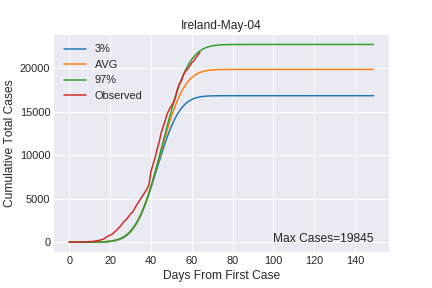 Ireland-May-04
Cumulative Total Cases
20000
15000
10000
5000
0
3%
AVG
97%
Observed
Max Cases=19845
0 20 40 60 80 100 120 140
Days From First Case